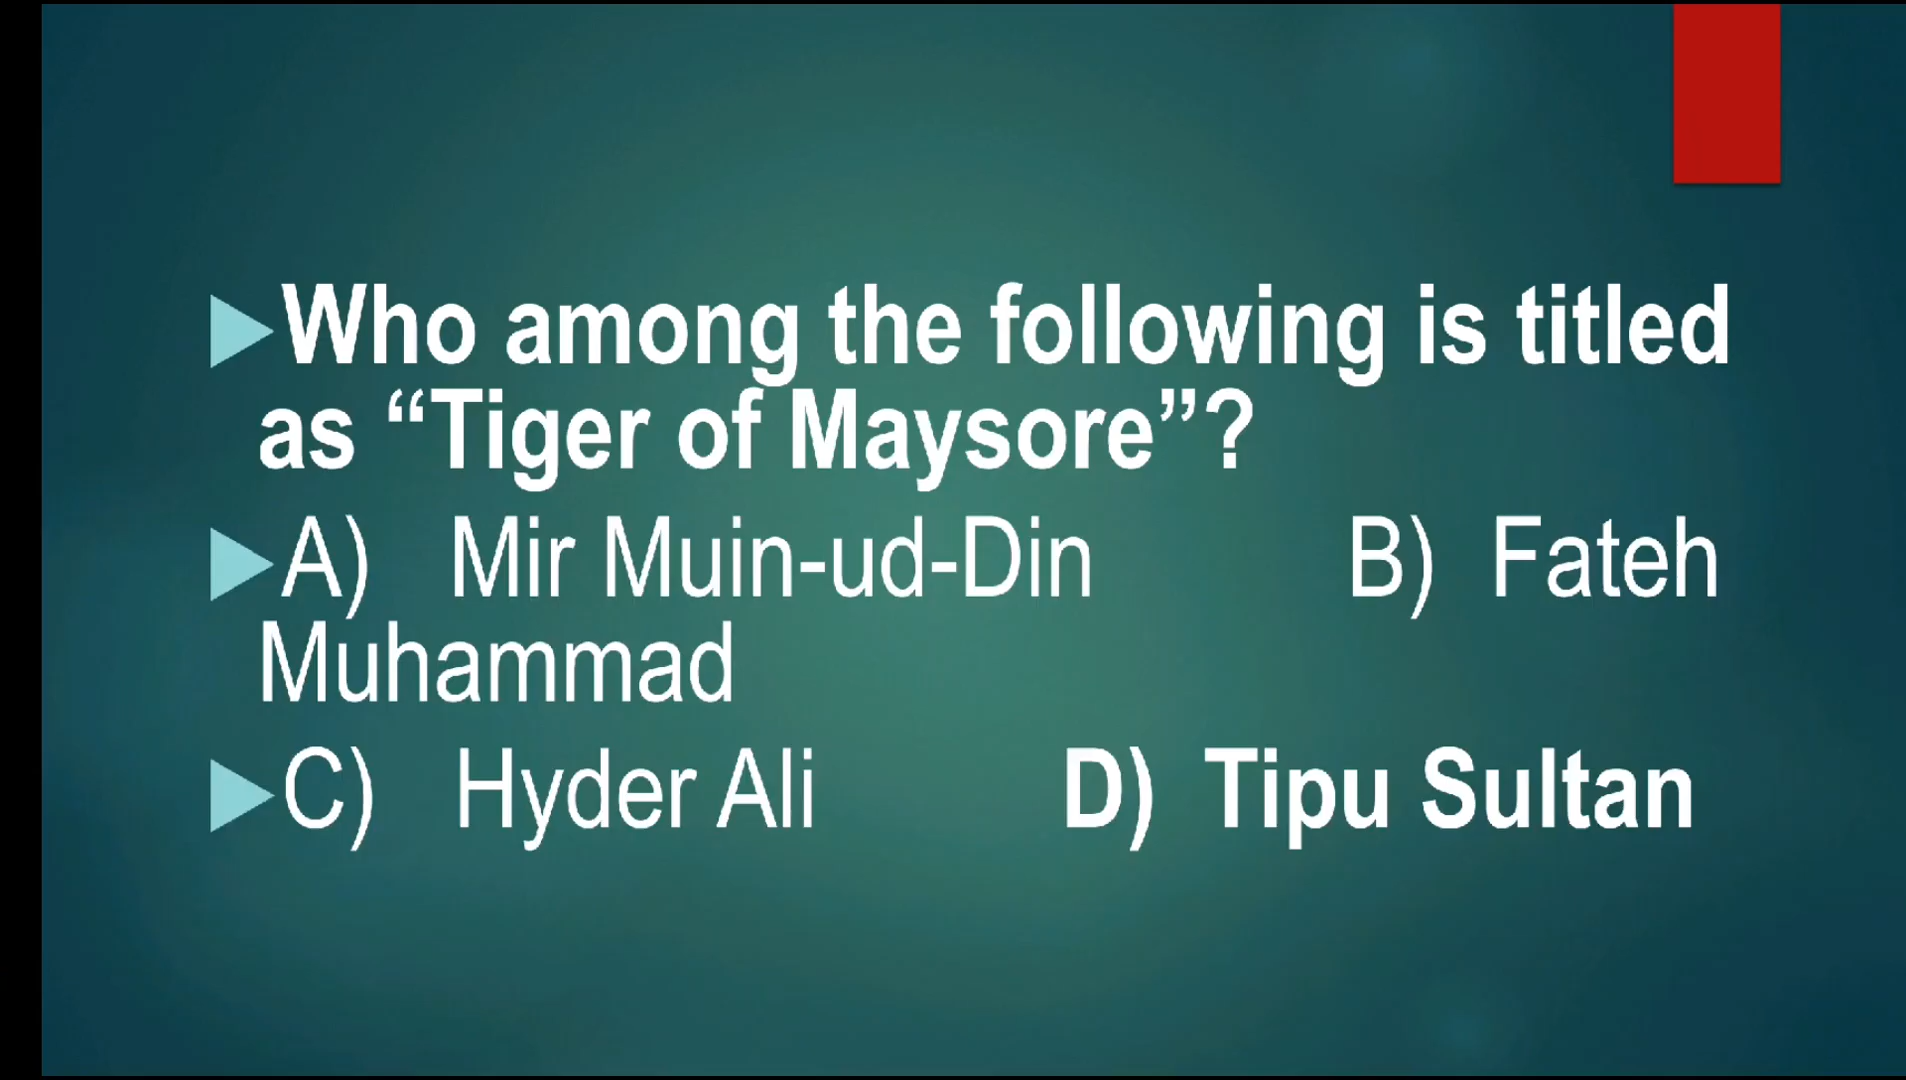 Who among the following is titled
as “Tiger of Maysore”?
A) Mir Muin-ud-Din B) Fateh
Muhammad
C) Hyder Ali D) Tipu Sultan